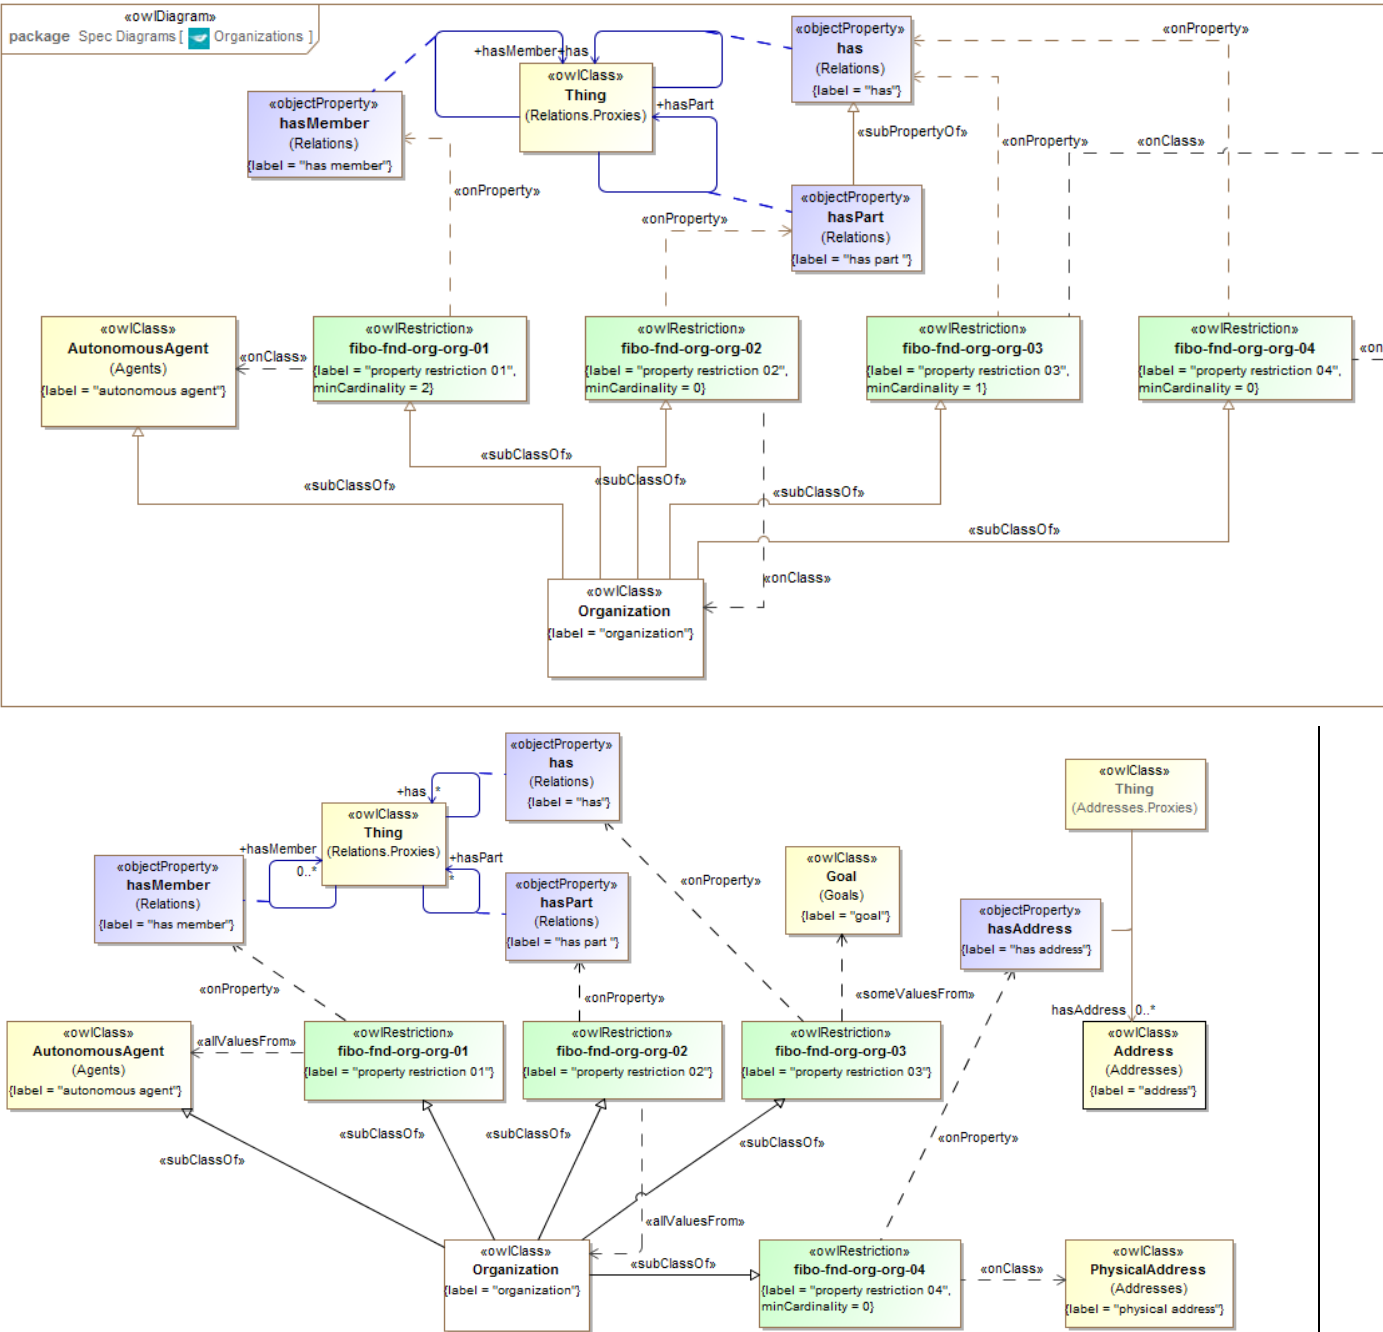 «owlDiagram»
package Spec Diagrams [ Organizations ]
«objectProperty»
has
(Relations)
{label = "has"}
«onProperty»
+hasMember
+has
«owlClass»
Thing
(Relations.Proxies)
+hasPart
«objectProperty»
hasMember
(Relations)
{label = "has member"}
«subPropertyOf»
«onProperty»
«onClass»
«onProperty»
«onProperty»
«objectProperty»
hasPart
(Relations)
{label = "has part "}
«owlClass»
AutonomousAgent
(Agents)
{label = "autonomous agent"}
«onClass»
«owlRestriction»
fibo-fnd-org-org-01
{label = "property restriction 01",
minCardinality = 2}
«owlRestriction»
fibo-fnd-org-org-02
{label = "property restriction 02",
minCardinality = 0}
«owlRestriction»
fibo-fnd-org-org-03
{label = "property restriction 03",
minCardinality = 1}
«owlRestriction»
fibo-fnd-org-org-04
{label = "property restriction 04",
minCardinality = 0}
«on
«subClassOf»
«subClassOf»
«subClassOf»
«subClassOf»
«subClassOf»
«onClass»
«owlClass»
Organization
{label = "organization"}
«objectProperty»
has
(Relations)
{label = "has"}
+has *
«owlClass»
Thing
(Relations.Proxies)
+hasMember
0..*
+hasPart
*
«objectProperty»
hasMember
(Relations)
{label = "has member"}
«objectProperty»
hasPart
(Relations)
{label = "has part "}
«onProperty»
«owlClass»
Goal
(Goals)
{label = "goal"}
«owlClass»
Thing
(Addresses.Proxies)
«objectProperty»
hasAddress
{label = "has address"}
«onProperty»
«onProperty»
«someValuesFrom»
hasAddress 0..*
«owlClass»
AutonomousAgent
(Agents)
{label = "autonomous agent"}
«allValuesFrom»
«owlRestriction»
fibo-fnd-org-org-01
{label = "property restriction 01"}
«owlRestriction»
fibo-fnd-org-org-02
{label = "property restriction 02"}
«owlRestriction»
fibo-fnd-org-org-03
{label = "property restriction 03"}
«owlClass»
Address
(Addresses)
{label = "address"}
«subClassOf»
«subClassOf»
«subClassOf»
«subClassOf»
«onProperty»
«allValuesFrom»
«owlClass»
Organization
{label = "organization"}
«subClassOf»
«owlRestriction»
fibo-fnd-org-org-04
{label = "property restriction 04",
minCardinality = 0}
«onClass»
«owlClass»
PhysicalAddress
(Addresses)
{label = "physical address"}